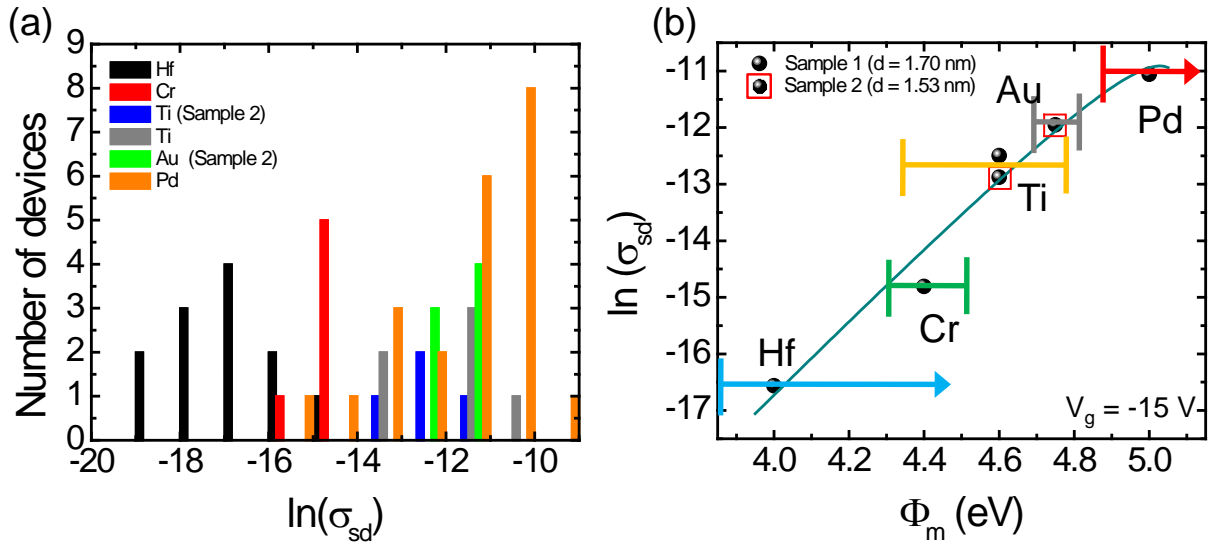 (a)
Number of devices
9
8
7
6
5
4
3
2
1
0
Hf
Cr
Ti (Sample 2)
Ti
Au (Sample 2)
Pd
-20 -18 -16 -14 -12 -10
ln(σsd)
(b)
ln (σsd)
-11
-12
-13
-14
-15
-16
-17
Sample 1 (d = 1.70 nm)
Sample 2 (d = 1.53 nm)
Au
Pd
Ti
Cr
Hf
Vg = -15 V
4.0 4.2 4.4 4.6 4.8 5.0
Φm (eV)